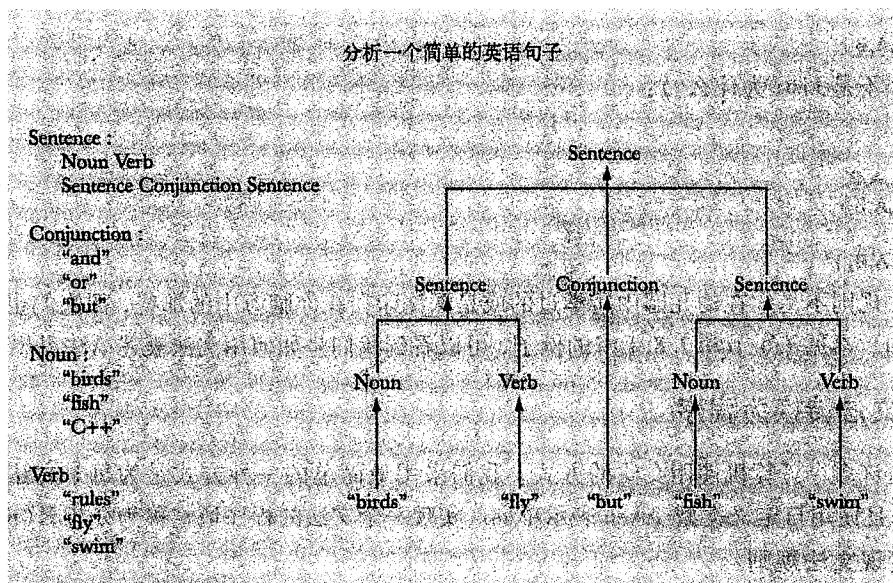 分析一个简单的英语句子
Sentence :
Noun Verb
Sentence Conjunction Sentence
Conjunction :
“and”
“or”
“but”
Noun :
“birds”
“fish”
“C++”
Verb :
“rules”
“fly”
“swim”
Sentence
Sentence Conjunction Sentence
Noun Verb Noun Verb
“birds” “fly” “but” “fish” “swim”